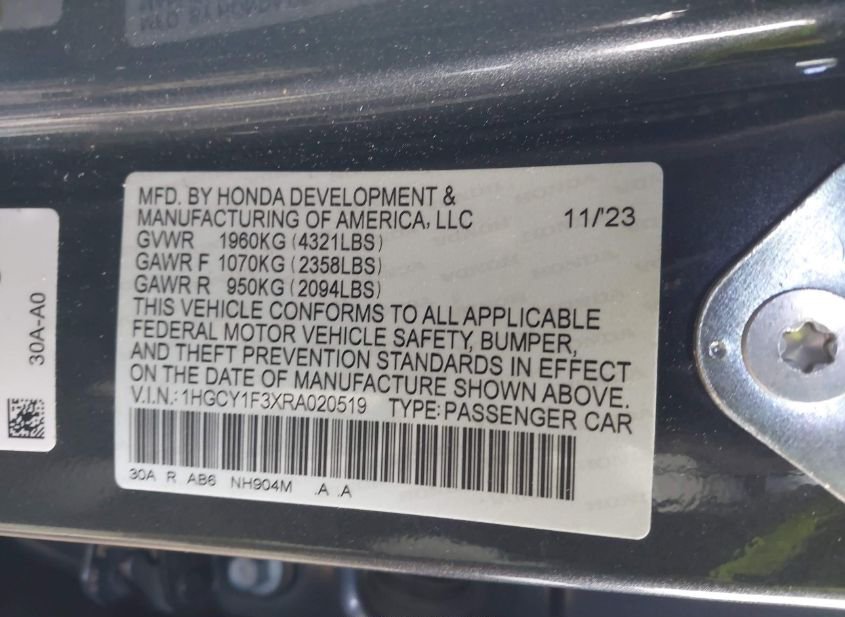 MFD. BY HONDA DEVELOPMENT &
MANUFACTURING OF AMERICA, LLC 11/'23
GVWR 1960KG (4321LBS)
GAWR F 1070KG (2358LBS)
GAWR R 950KG (2094LBS)
THIS VEHICLE CONFORMS TO ALL APPLICABLE
FEDERAL MOTOR VEHICLE SAFETY, BUMPER,
AND THEFT PREVENTION STANDARDS IN EFFECT
ON THE DATE OF MANUFACTURE SHOWN ABOVE.
V.I.N.: 1HGCY1F3XRA020519 TYPE: PASSENGER CAR
30A R AB6 NH904M .A .A
30A-A0